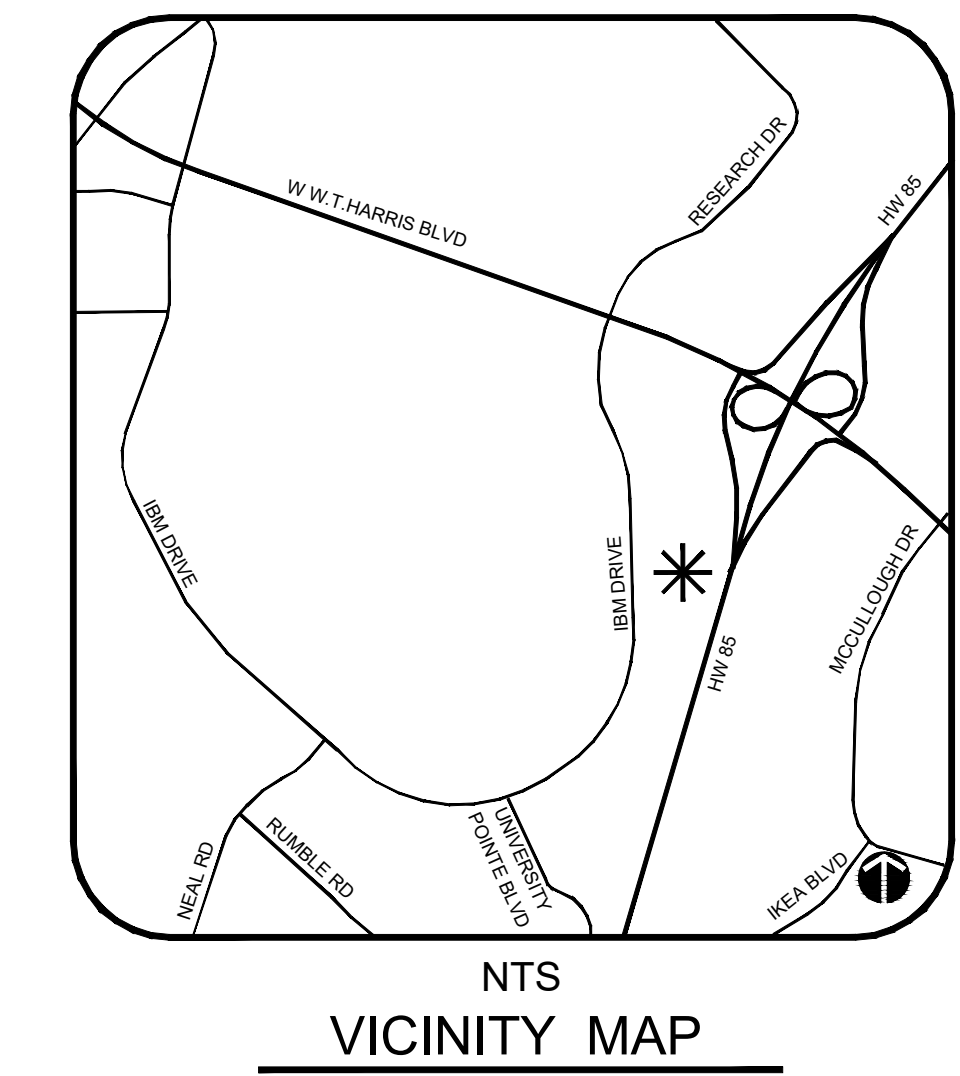 RESEARCH DR
HW 85
W W.T.HARRIS BLVD
IBM DRIVE
IBM DRIVE
MCCULLOUGH DR
HW 85
NEAL RD
RUMBLE RD
UNIVERSITY
POINTE BLVD
IKEA BLVD
NTS
VICINITY MAP